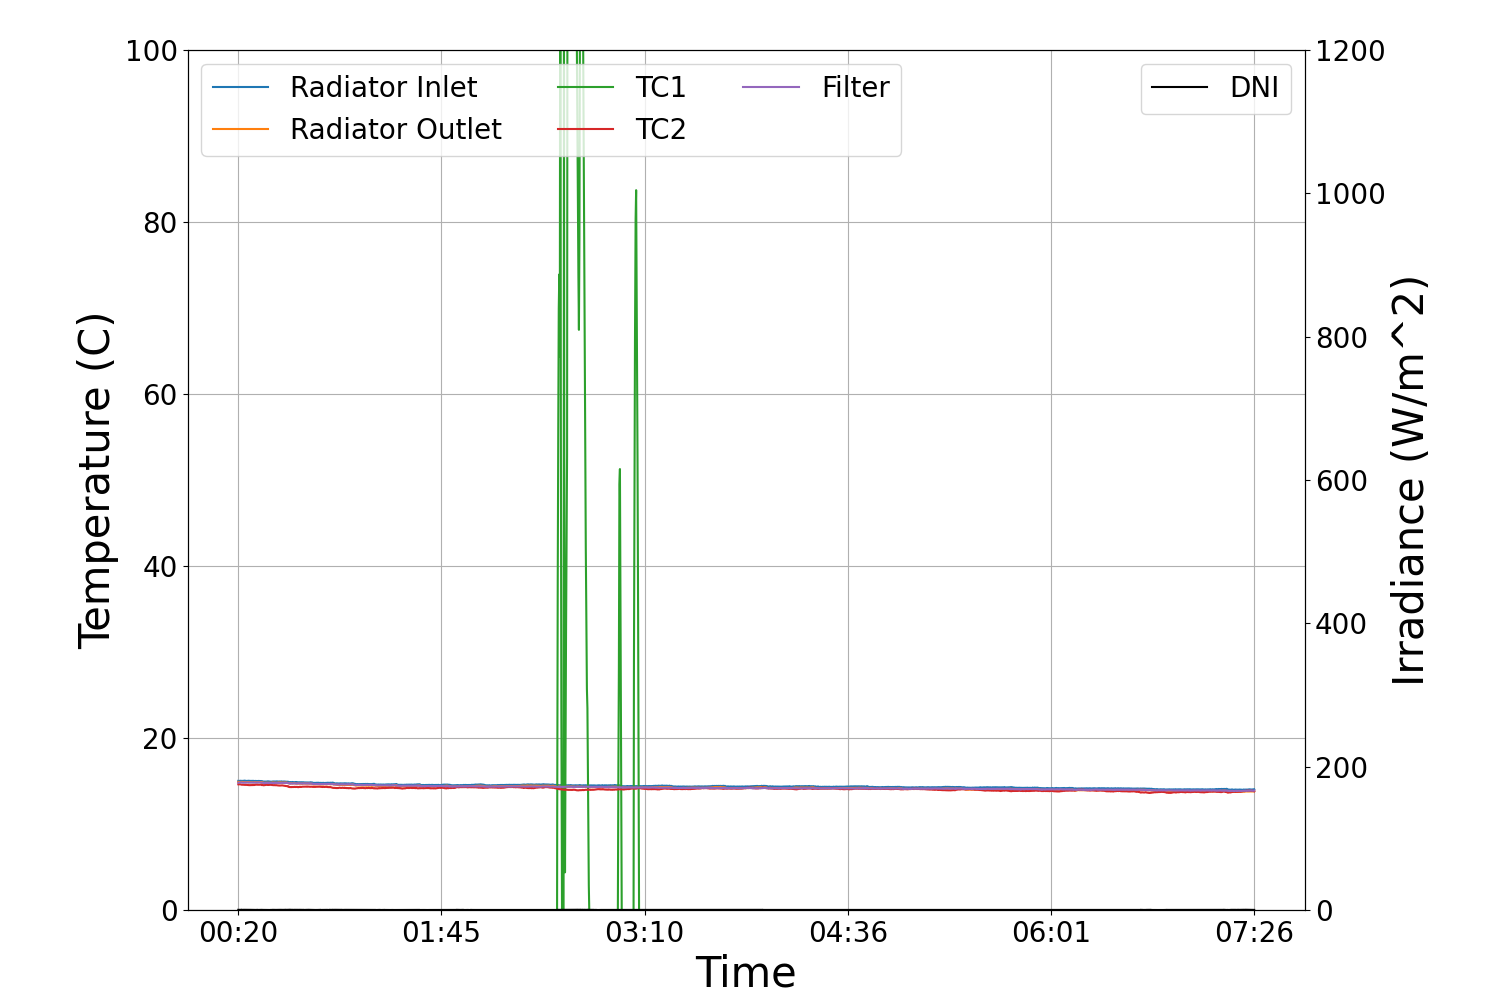 100
80
60
40
20
0
Temperature (C)
Radiator Inlet
Radiator Outlet
TC1
TC2
Filter
DNI
1200
1000
800
600
400
200
0
Irradiance (W/m^2)
00:20 01:45 03:10 04:36 06:01 07:26
Time